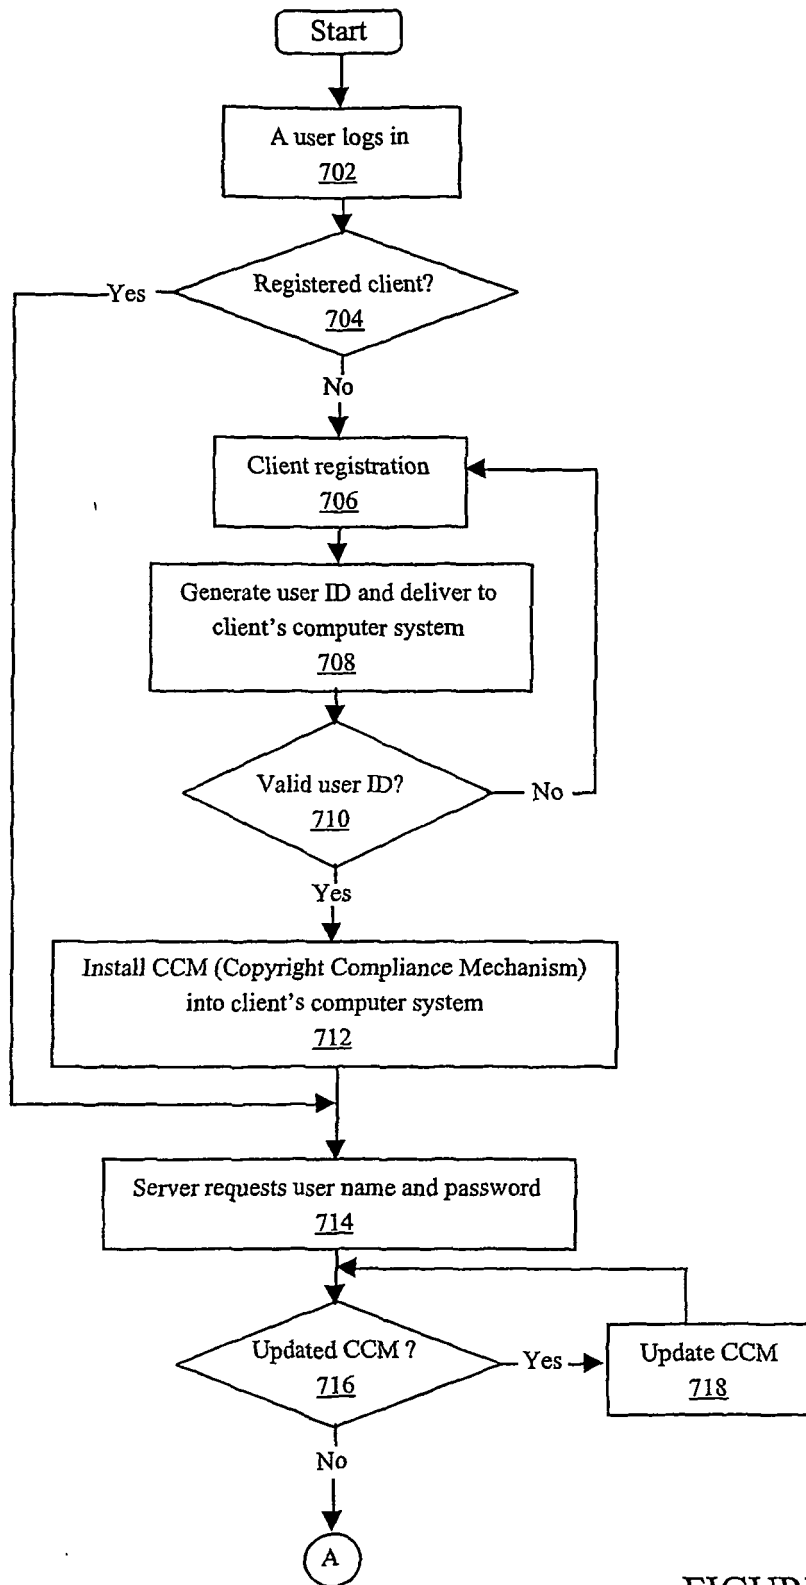 Start
A user logs in
702
Registered client?
704
Yes
No
Client registration
706
Generate user ID and deliver to
client's computer system
708
Valid user ID?
710
No
Yes
Install CCM (Copyright Compliance Mechanism)
into client's computer system
712
Server requests user name and password
714
Updated CCM ?
716
Yes
Update CCM
718
No
A